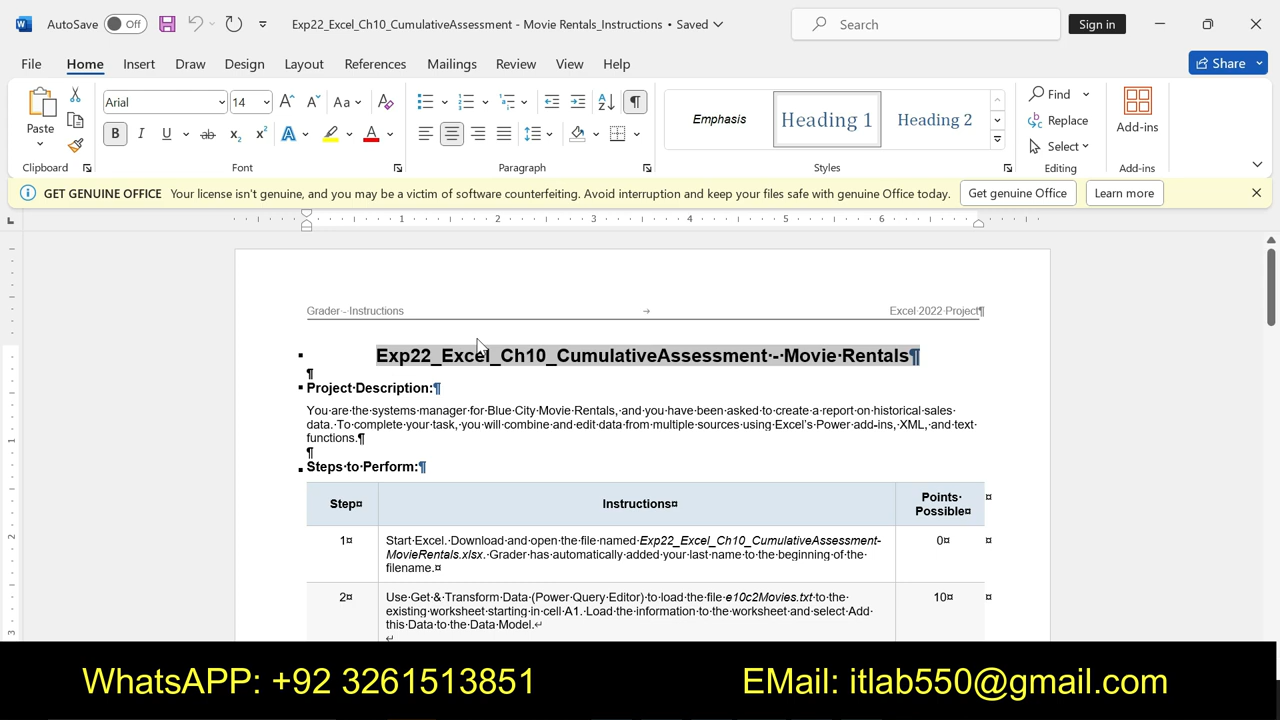 AutoSave Off Exp22_Excel_Ch10_CumulativeAssessment - Movie Rentals_Instructions • Saved Search Sign in
File Home Insert Draw Design Layout References Mailings Review View Help Share
Paste Arial 14 Aa Emphasis Heading 1 Heading 2 Find Replace Select Add-ins
Clipboard Font Paragraph Styles Editing Add-ins
GET GENUINE OFFICE Your license isn't genuine, and you may be a victim of software counterfeiting. Avoid interruption and keep your files safe with genuine Office today. Get genuine Office Learn more
1 2 3 4 5 6
Grader - Instructions Excel 2022 Project¶
Exp22_Excel_Ch10_CumulativeAssessment - Movie Rentals¶
¶
Project Description:¶
You are the systems manager for Blue City Movie Rentals, and you have been asked to create a report on historical sales
data. To complete your task, you will combine and edit data from multiple sources using Excel's Power add-ins, XML, and text
functions.¶
¶
Steps to Perform:¶
Step¤ Instructions¤ Points Possible¤ ¤
1¤ Start Excel. Download and open the file named Exp22_Excel_Ch10_CumulativeAssessment-
MovieRentals.xlsx. Grader has automatically added your last name to the beginning of the
filename.¤
0¤ ¤
2¤ Use Get & Transform Data (Power Query Editor) to load the file e10c2Movies.txt to the
existing worksheet starting in cell A1. Load the information to the worksheet and select Add
this Data to the Data Model.↵
↵
10¤ ¤
WhatsAPP: +92 3261513851 EMail: itlab550@gmail.com